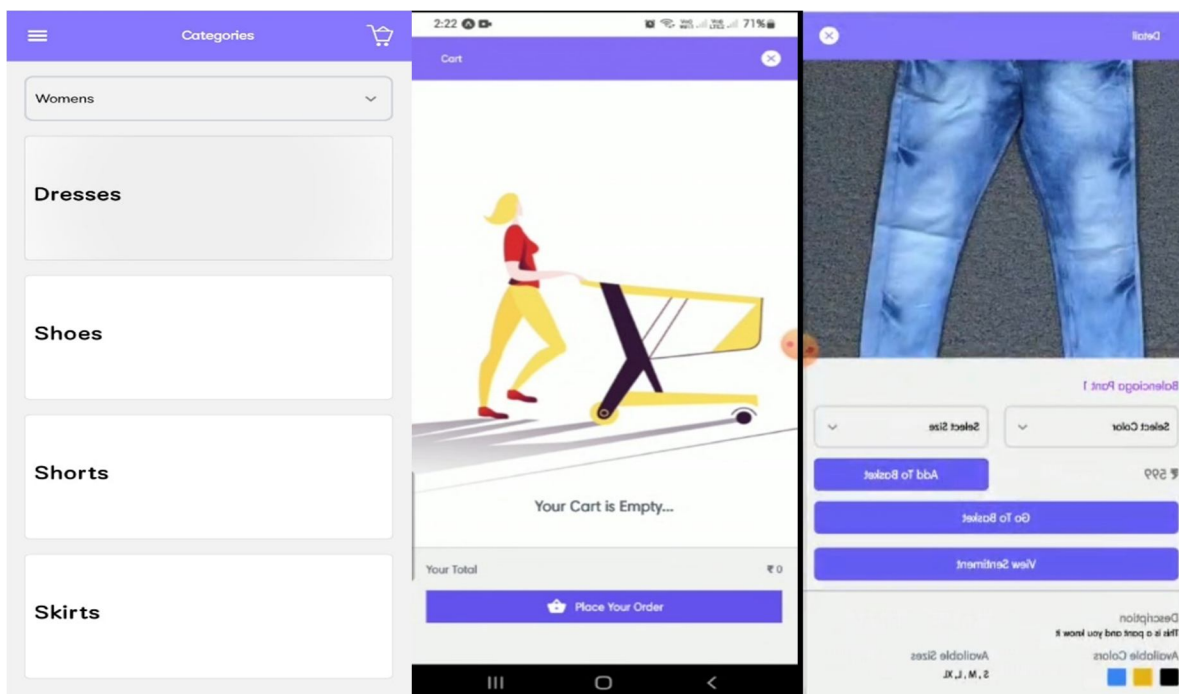 Categories
Womens
Dresses
Shoes
Shorts
Skirts
2:22
71%
Cart
Your Cart is Empty...
Your Total ₹ 0
Place Your Order
Detail
Balenciaga Pant 1
Select Color Select Size
₹ 599 Add To Basket
Go To Basket
View Sentiment
Description
This is a pant and you know it
Available Colors Available Sizes
S , M , L, XL